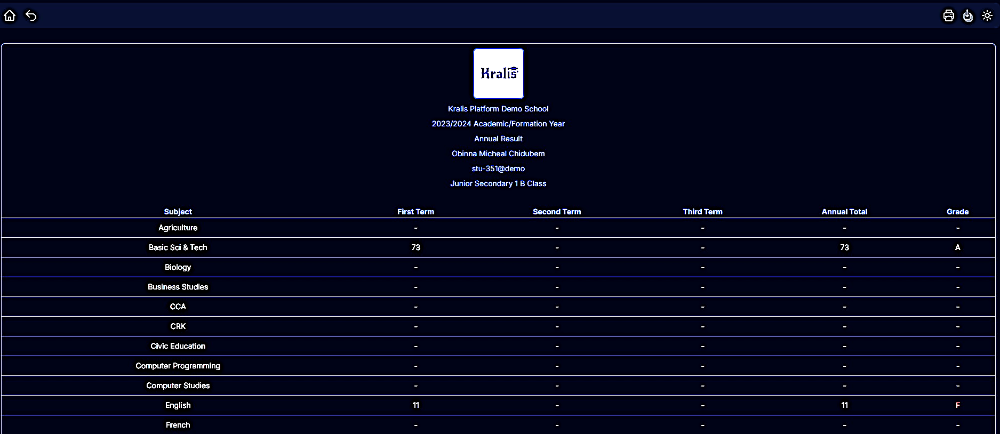 Kralis
Kralis Platform Demo School
2023/2024 Academic/Formation Year
Annual Result
Obinna Micheal Chidubem
stu-351@demo
Junior Secondary 1 B Class
Subject First Term Second Term Third Term Annual Total Grade
Agriculture - - - - -
Basic Sci & Tech 73 - - 73 A
Biology - - - - -
Business Studies - - - - -
CCA - - - - -
CRK - - - - -
Civic Education - - - - -
Computer Programming - - - - -
Computer Studies - - - - -
English 11 - - 11 F
French - - - - -